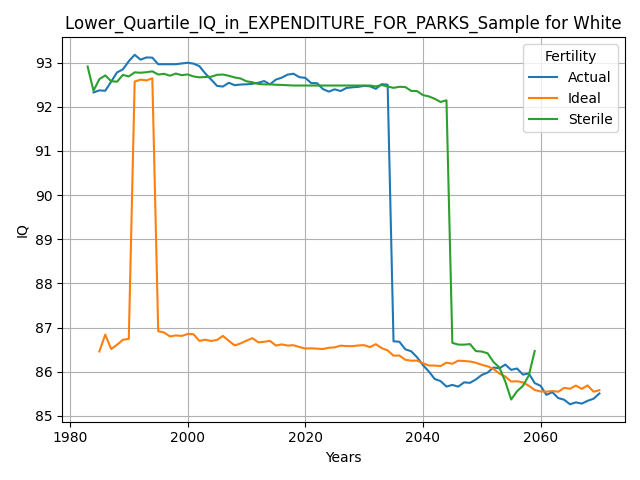 Lower_Quartile_IQ_in_EXPENDITURE_FOR_PARKS_Sample for White
Fertility
Actual
Ideal
Sterile
IQ
93
92
91
90
89
88
87
86
85
1980
2000
2020
2040
2060
Years